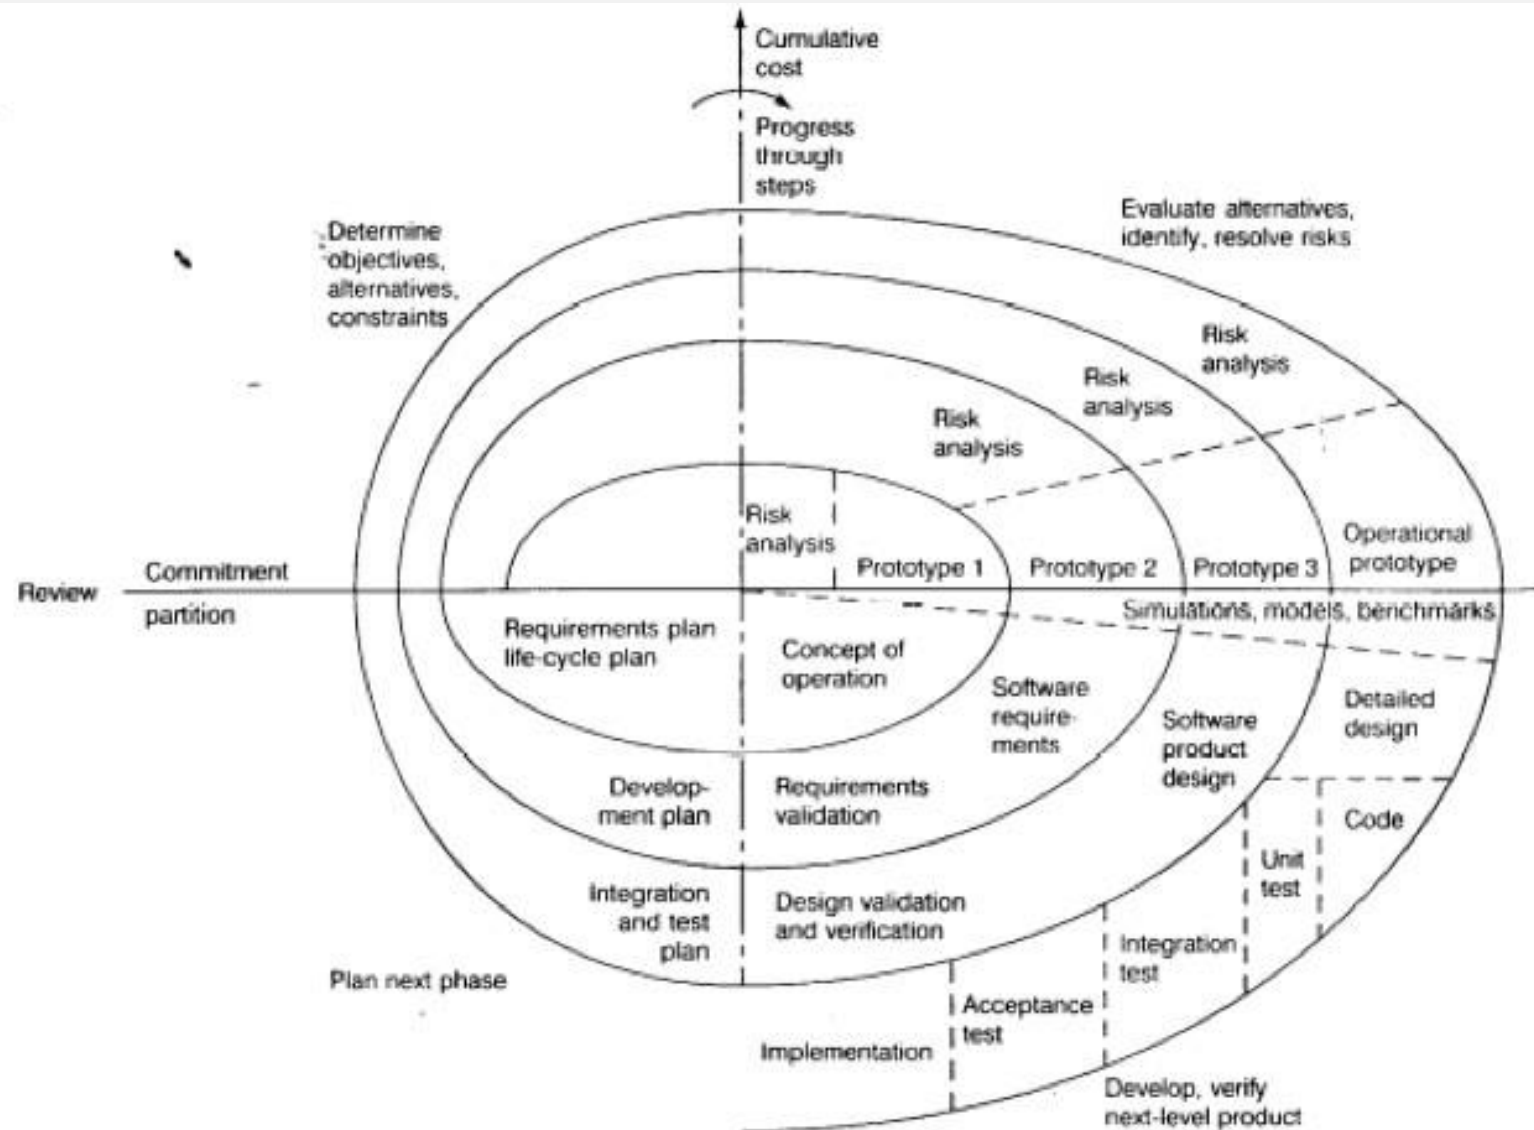 Cumulative
cost
Progress
through
steps
Evaluate alternatives,
identify, resolve risks
Determine
objectives,
alternatives,
constraints
Risk
analysis
Risk
analysis
Risk
analysis
Risk
analysis
Operational
prototype
Prototype 1
Prototype 2
Prototype 3
Review
Commitment
partition
Simulations, models, benchmarks
Requirements plan
life-cycle plan
Concept of
operation
Software
require-
ments
Software
product
design
Detailed
design
Develop-
ment plan
Requirements
validation
Code
Unit
test
Integration
and test
plan
Design validation
and verification
Integration
test
Plan next phase
Acceptance
test
Implementation
Develop, verify
next-level product